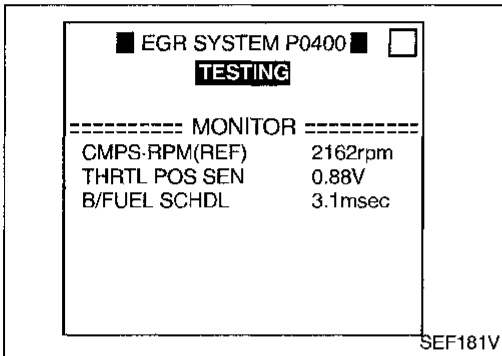 ■ EGR SYSTEM P0400 ■ □
TESTING
========== MONITOR ==========
CMPS-RPM(REF) 2162rpm
THRTL POS SEN 0.88V
B/FUEL SCHDL 3.1msec
SEF181V